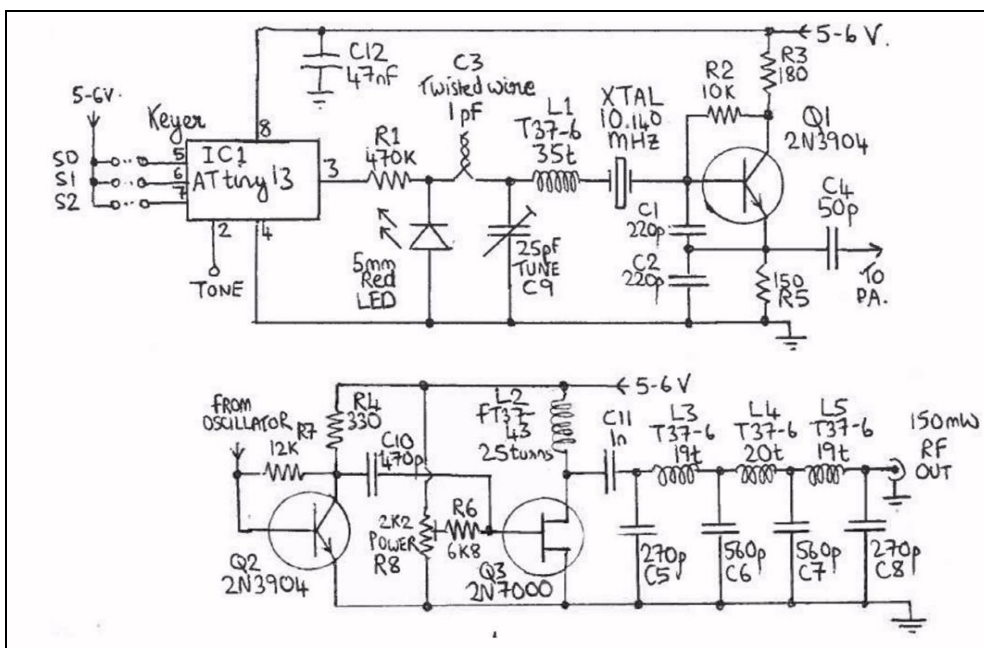 C12
47nf
5-6 V.
R3
180
C3
Twisted wire
1pF
R2
10K
Q1
2N3904
XTAL
10.140
MHz
L1
T37-6
35t
R1
470K
5-6V.
Keyer
8
IC1
ATtiny13
S0
S1
S2
5
6
7
3
2
4
TONE
5mm
Red
LED
25pf
TUNE
C9
C1
220p
C2
220p
C4
50p
150
R5
TO
P.A.
FROM
OSCILLATOR
R7
12K
R4
330
C10
470p
L2
FT37-
43
25turns
5-6V
C11
1n
L3
T37-6
19t
L4
T37-6
20t
L5
T37-6
19t
150mW
RF
OUT
2K2
POWER
R8
R6
6K8
Q2
2N3904
Q3
2N7000
270p
C5
560p
C6
560p
C7
270p
C8